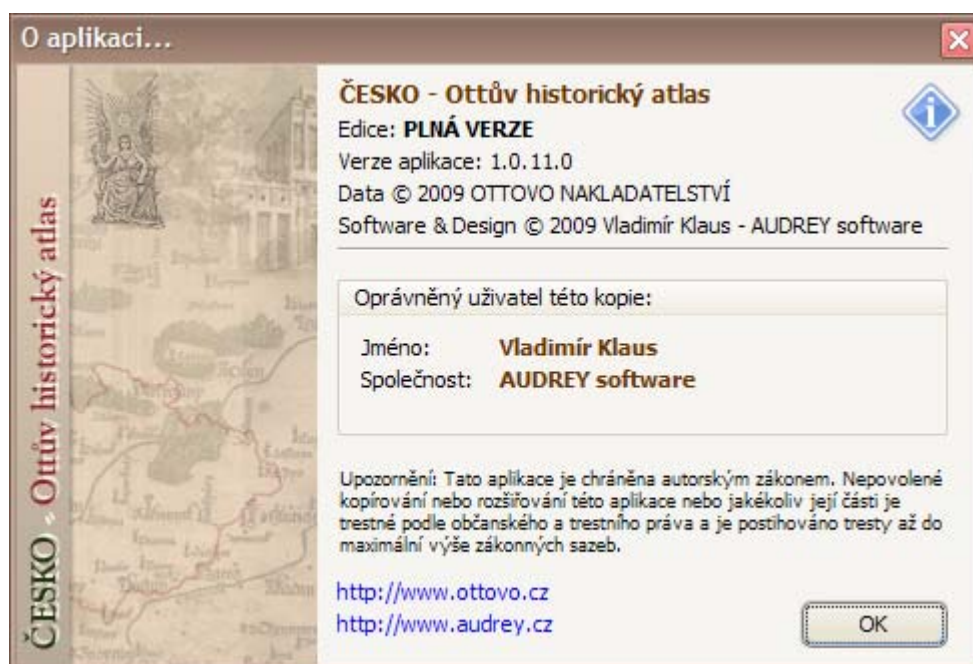 O aplikaci...
ČESKO - Ottův historický atlas
ČESKO - Ottův historický atlas
Edice: PLNÁ VERZE
Verze aplikace: 1.0.11.0
Data © 2009 OTTOVO NAKLADATELSTVÍ
Software & Design © 2009 Vladimír Klaus - AUDREY software
Oprávněný uživatel této kopie:
Jméno: Vladimír Klaus
Společnost: AUDREY software
Upozornění: Tato aplikace je chráněna autorským zákonem. Nepovolené
kopírování nebo rozšiřování této aplikace nebo jakékoliv její části je
trestné podle občanského a trestního práva a je postihováno tresty až do
maximální výše zákonných sazeb.
http://www.ottovo.cz
http://www.audrey.cz
OK